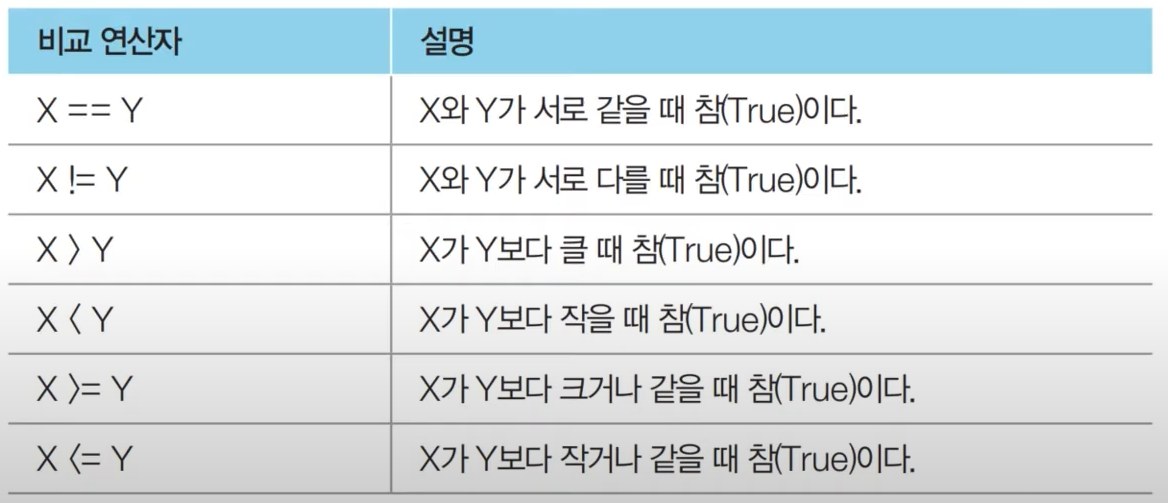 비교 연산자 설명
X == Y X와 Y가 서로 같을 때 참(True)이다.
X != Y X와 Y가 서로 다를 때 참(True)이다.
X > Y X가 Y보다 클 때 참(True)이다.
X < Y X가 Y보다 작을 때 참(True)이다.
X >= Y X가 Y보다 크거나 같을 때 참(True)이다.
X <= Y X가 Y보다 작거나 같을 때 참(True)이다.